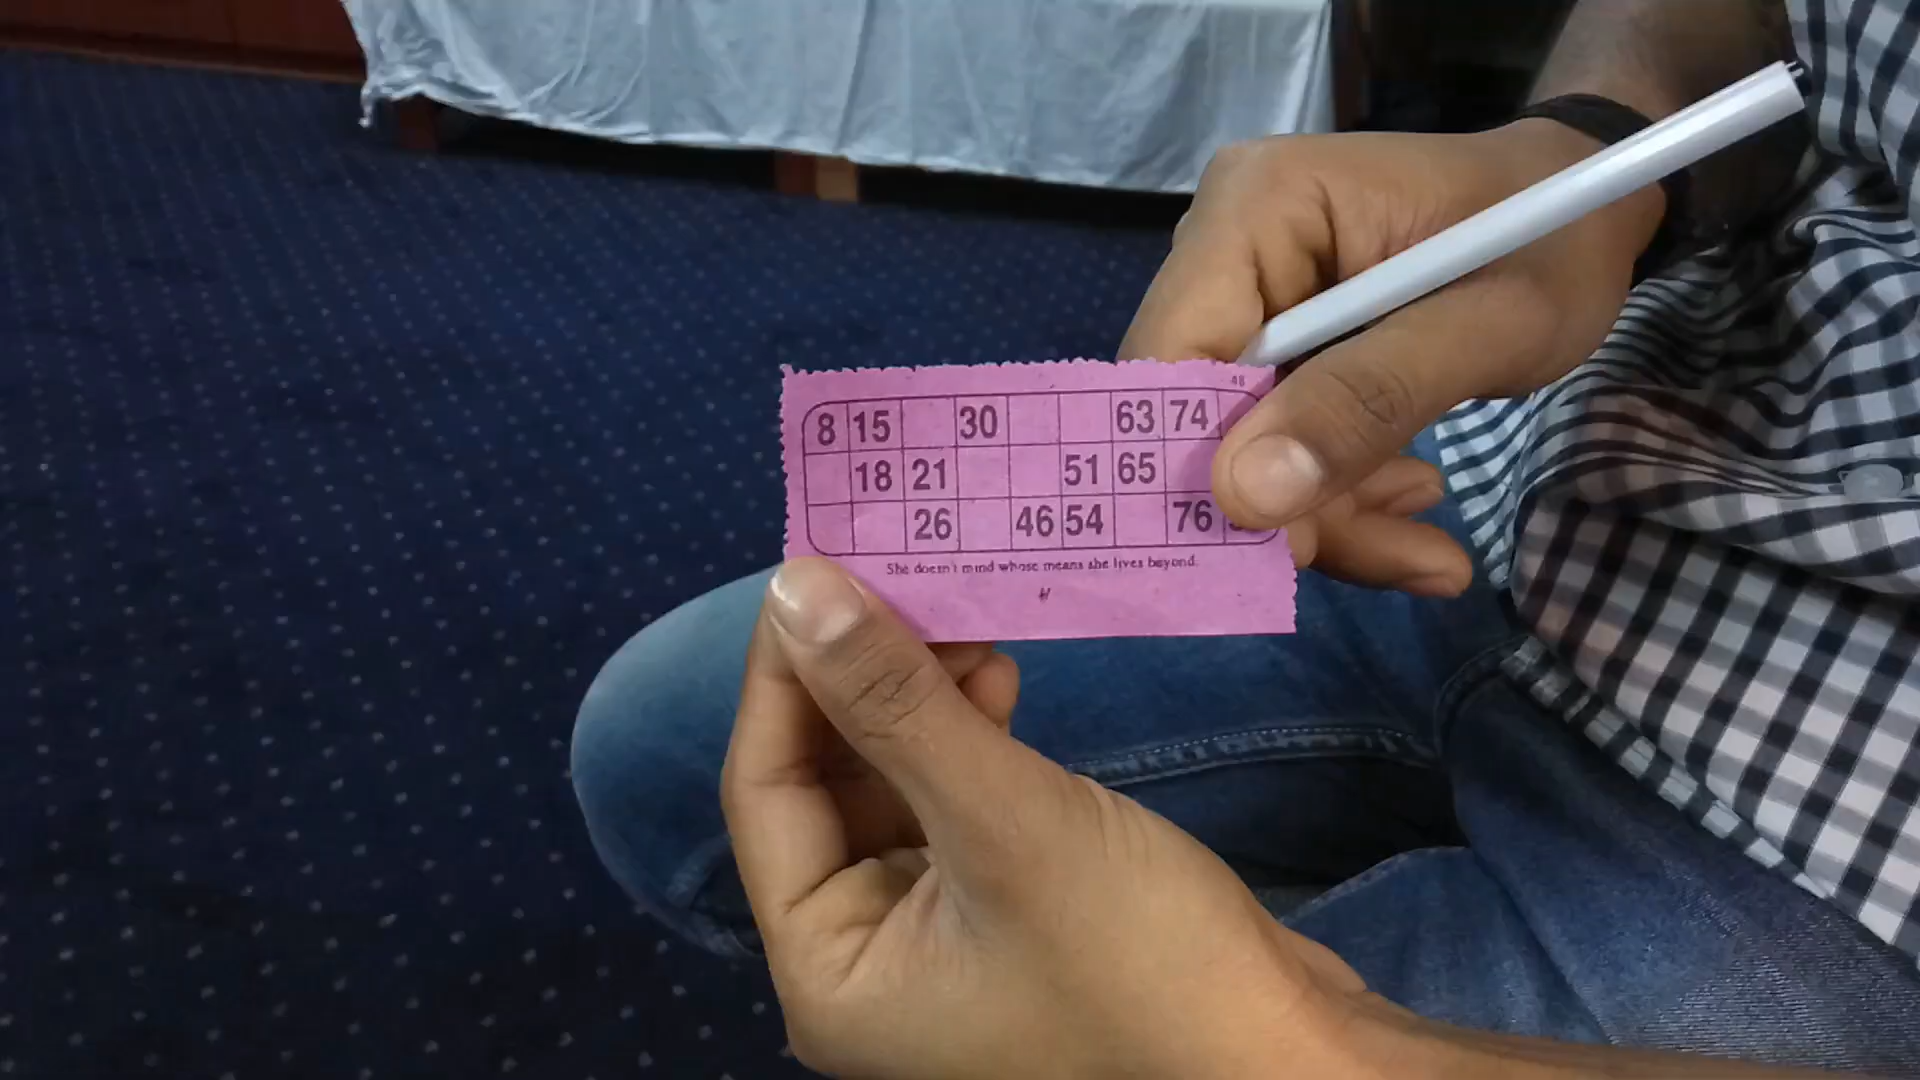 48
8 15 30 63 74
18 21 51 65
26 46 54 76
She doesn't mind whose means she lives beyond.